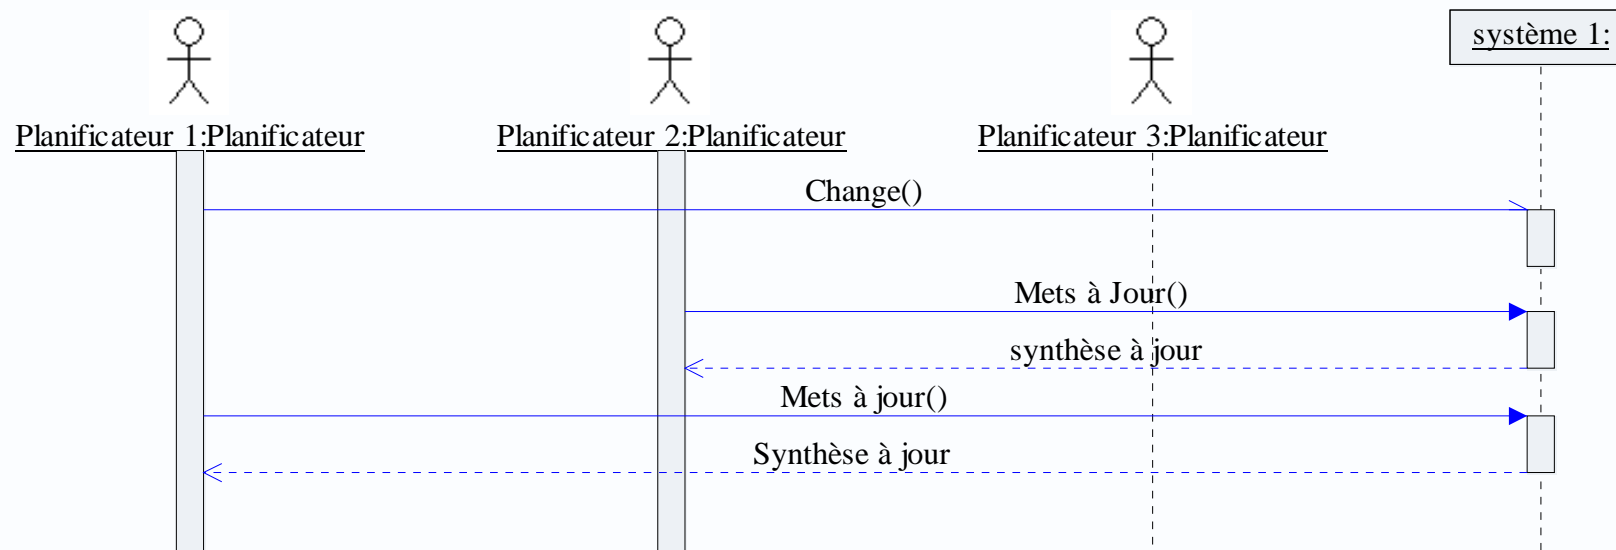 système 1:
Planificateur 1:Planificateur
Planificateur 2:Planificateur
Planificateur 3:Planificateur
Change()
Mets à Jour()
synthèse à jour
Mets à jour()
Synthèse à jour